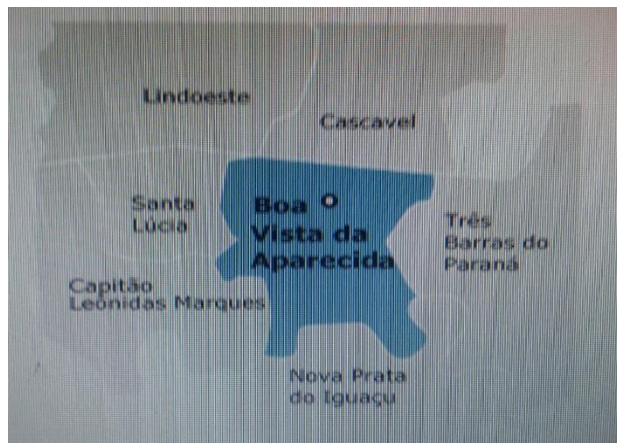 Lindoeste
Cascavel
Santa
Lúcia
Boa
Vista da
Aparecida
Três
Barras do
Paraná
Capitão
Leônidas Marques
Nova Prata
do Iguaçu